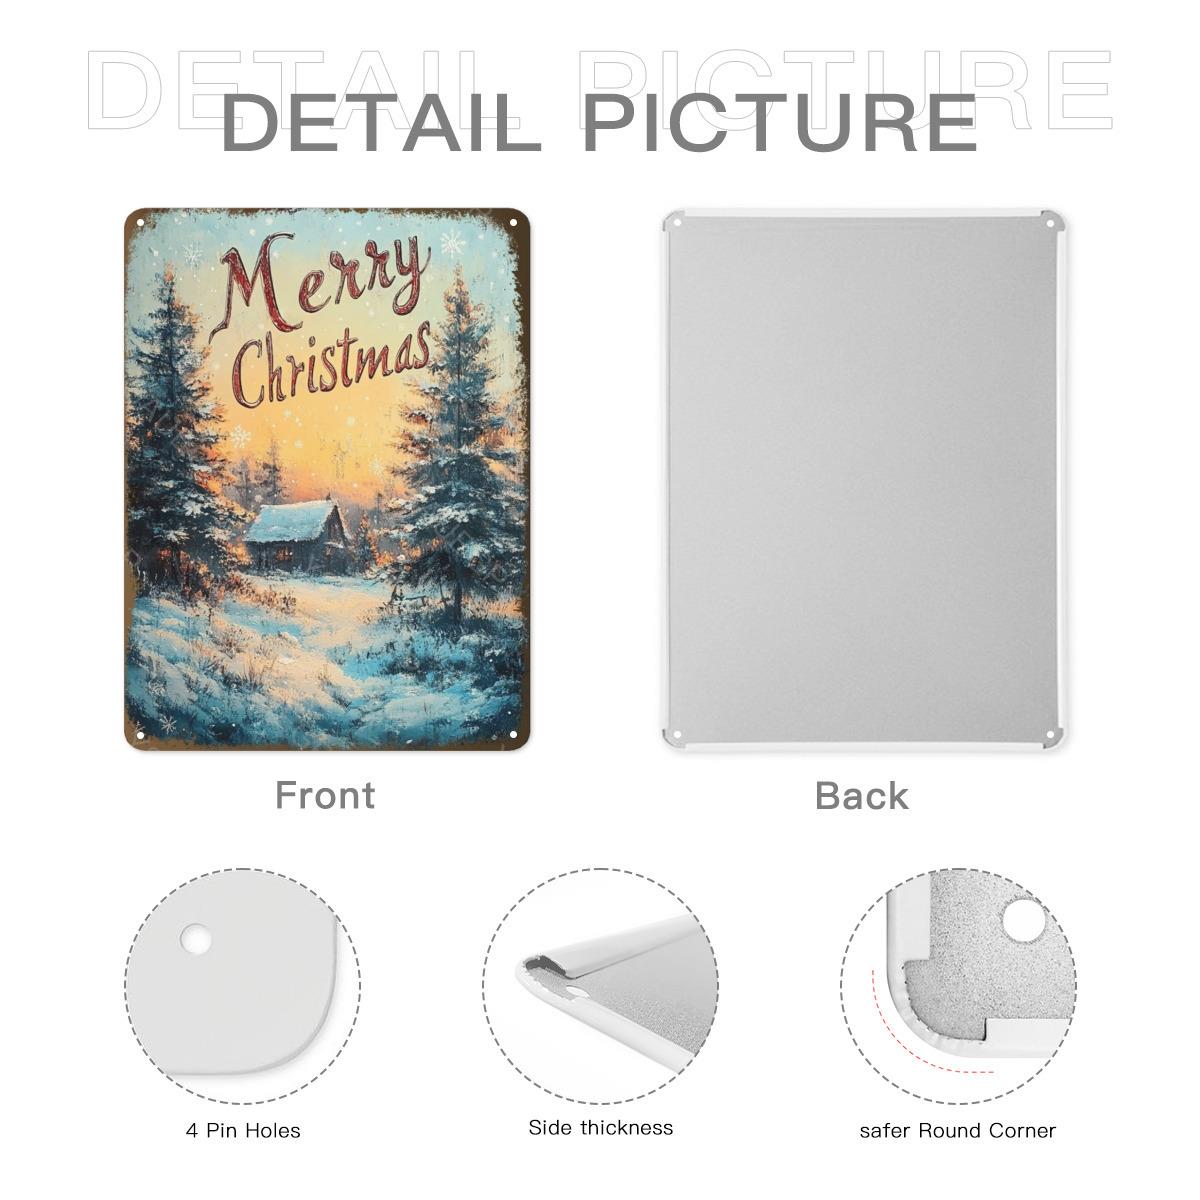 DETAIL PICTURE
DETAIL PICTURE
Merry
Christmas
Front
Back
4 Pin Holes
Side thickness
safer Round Corner